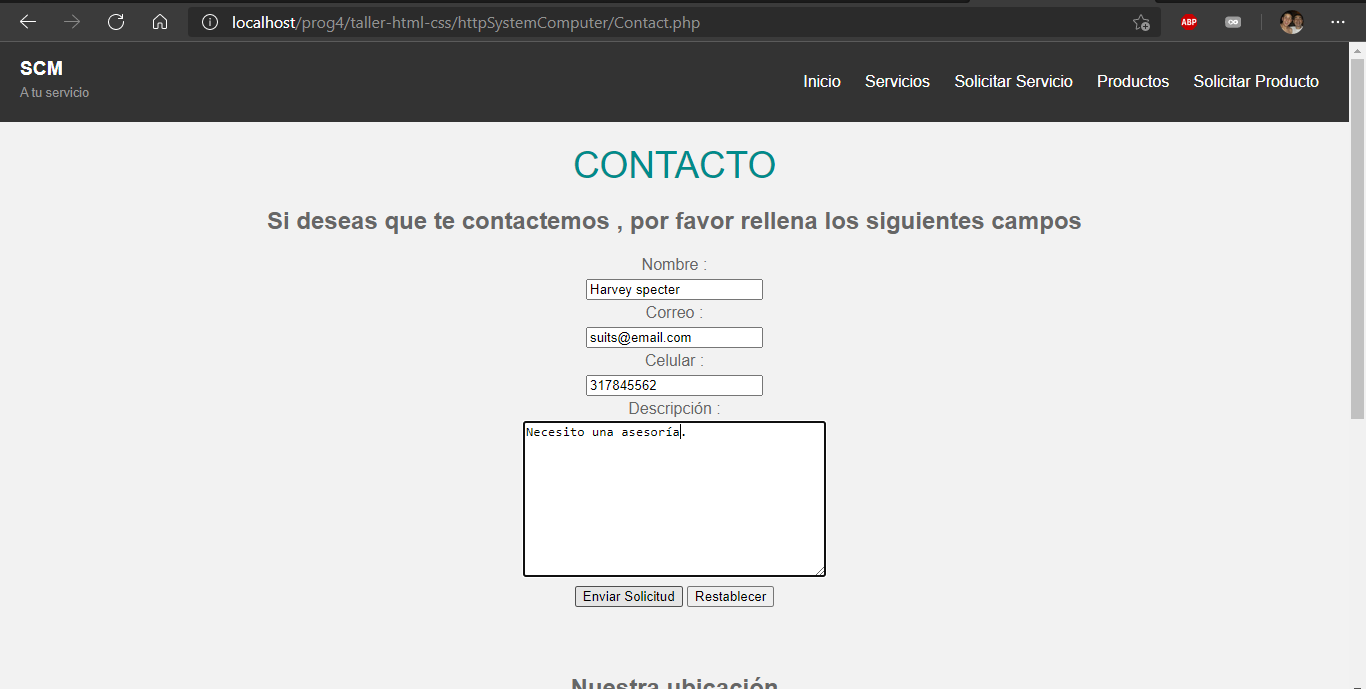 localhost/prog4/taller-html-css/httpSystemComputer/Contact.php
ABP
SCM
A tu servicio
Inicio Servicios Solicitar Servicio Productos Solicitar Producto
CONTACTO
Si deseas que te contactemos , por favor rellena los siguientes campos
Nombre :
Harvey specter
Correo :
suits@email.com
Celular :
317845562
Descripción :
Necesito una asesoría.
Enviar Solicitud Restablecer
Nuestra ubicación